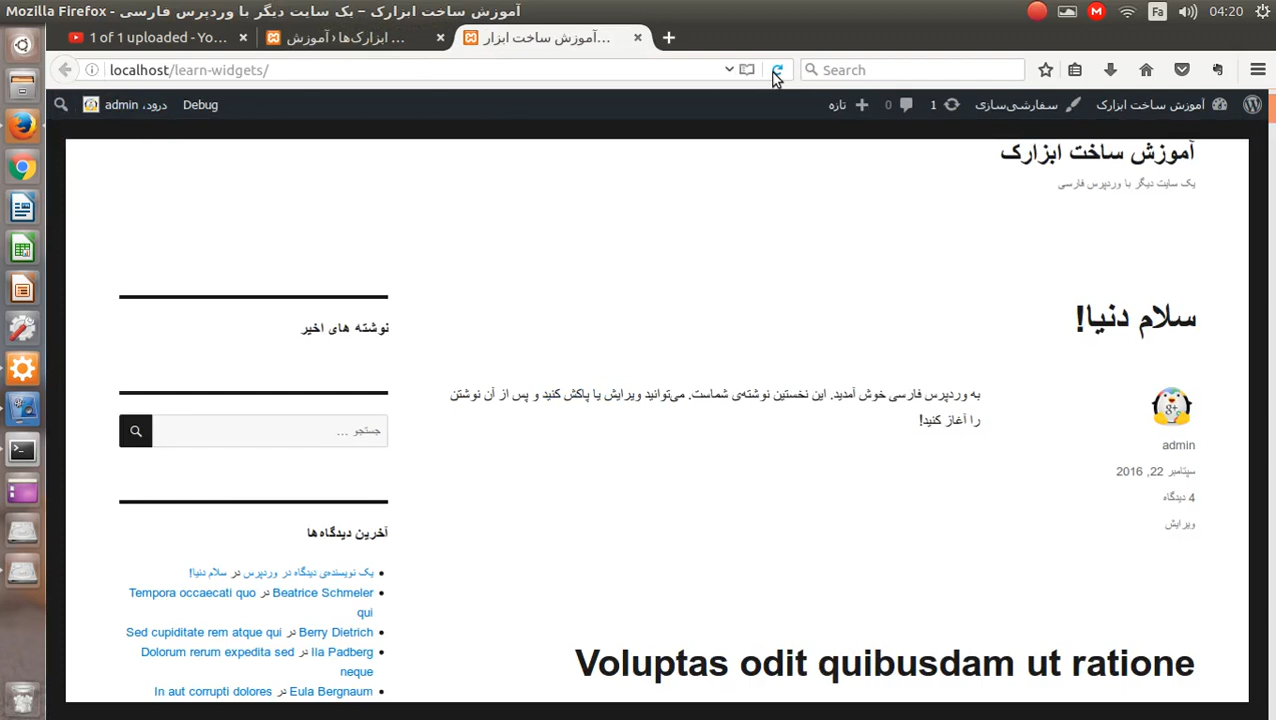 آموزش ساخت ابزارک – یک سایت دیگر با وردپرس فارسی - Mozilla Firefox
Fa
04:20
1 of 1 uploaded - Yo...
ابزارک‌ها ‹ آموزش ...
آموزش ساخت ابزار...
localhost/learn-widgets/
Search
آموزش ساخت ابزارک
سفارشی‌سازی
1
0
تازه
Debug
درود، admin
آموزش ساخت ابزارک
یک سایت دیگر با وردپرس فارسی
سلام دنیا!
به وردپرس فارسی خوش آمدید. این نخستین نوشته‌ی شماست. می‌توانید ویرایش یا پاکش کنید و پس از آن نوشتن
را آغاز کنید!
admin
سپتامبر 22, 2016
4 دیدگاه
ویرایش
Voluptas odit quibusdam ut ratione
نوشته های اخیر
جستجو …
آخرین دیدگاه‌ها
یک نویسنده‌ی دیدگاه در وردپرس در سلام دنیا!
Beatrice Schmeler در Tempora occaecati quo
qui
Berry Dietrich در Sed cupiditate rem atque qui
Ila Padberg در Dolorum rerum expedita sed
neque
Eula Bergnaum در In aut corrupti dolores